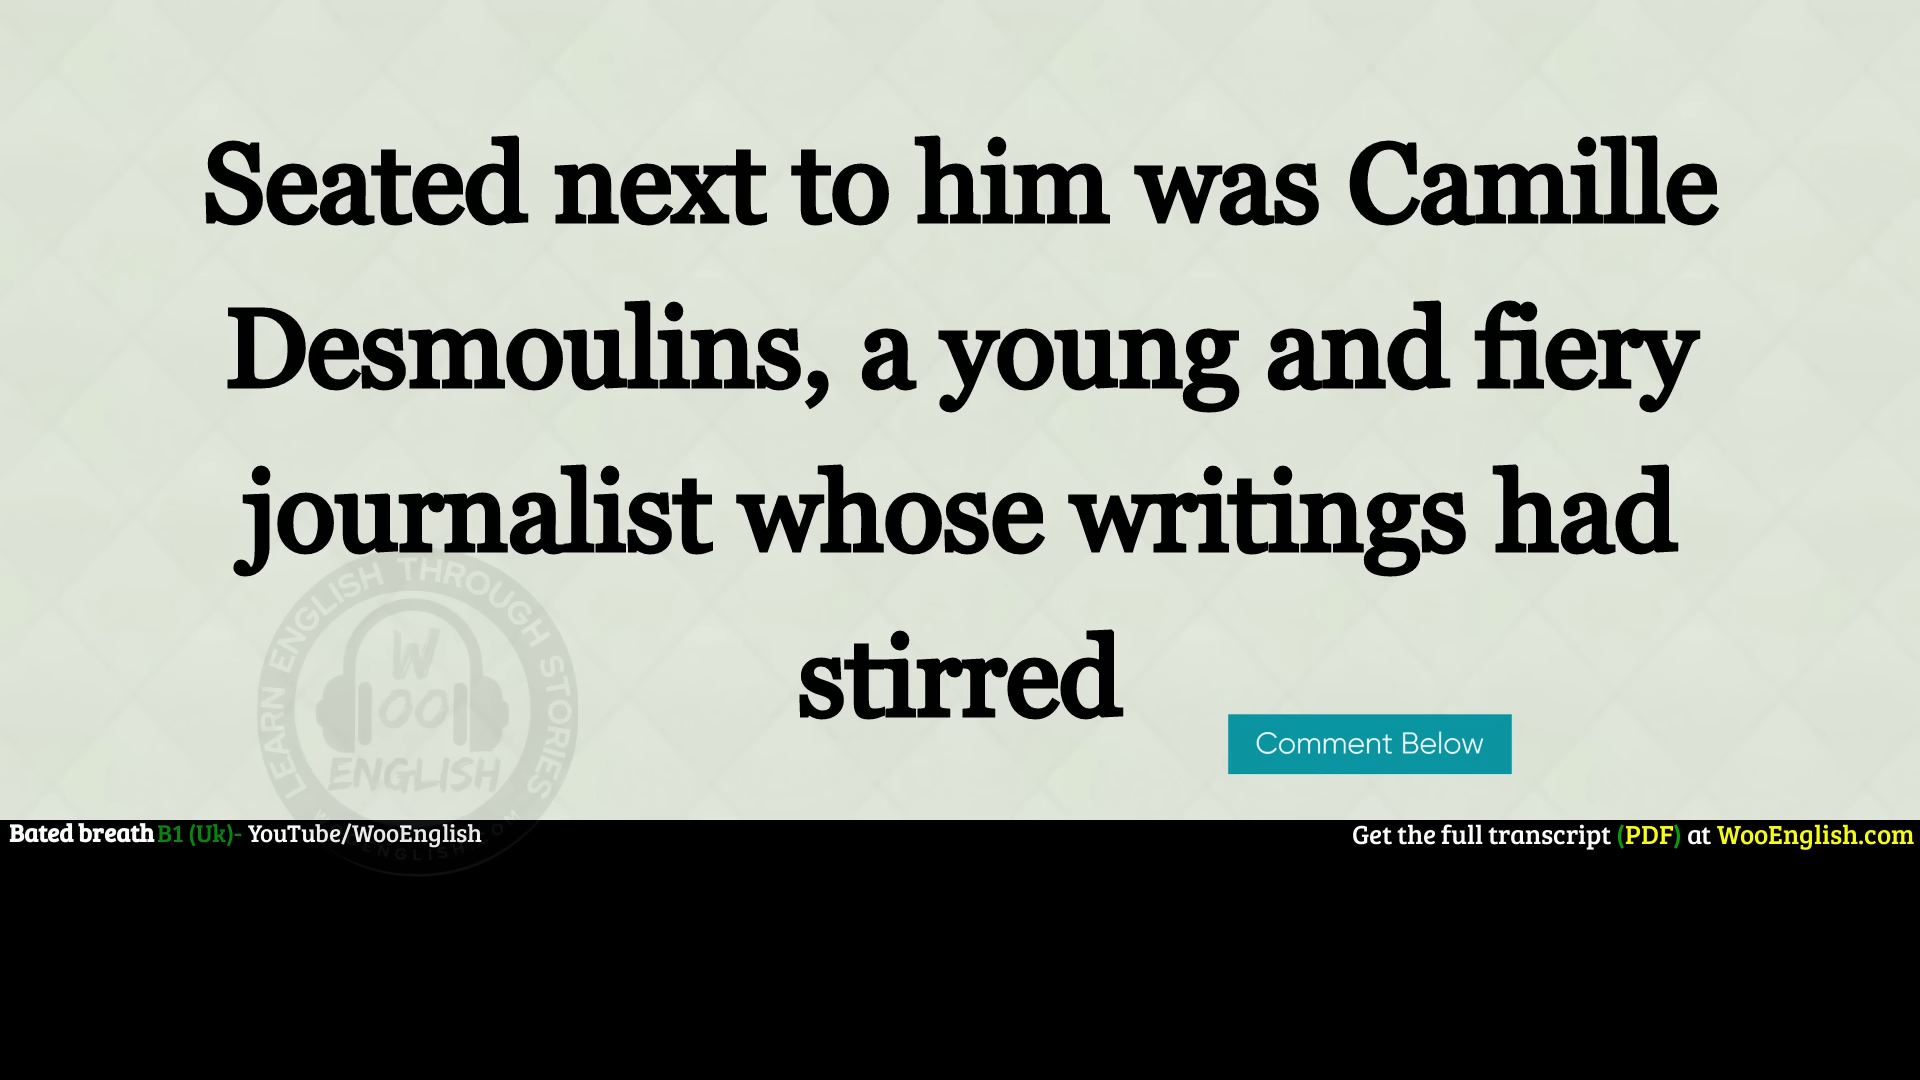 Seated next to him was Camille
Desmoulins, a young and fiery
journalist whose writings had
stirred
LEARN ENGLISH THROUGH STORIES
W
OO
ENGLISH
Comment Below
Bated breath B1 (Uk)- YouTube/WooEnglish
Get the full transcript (PDF) at WooEnglish.com